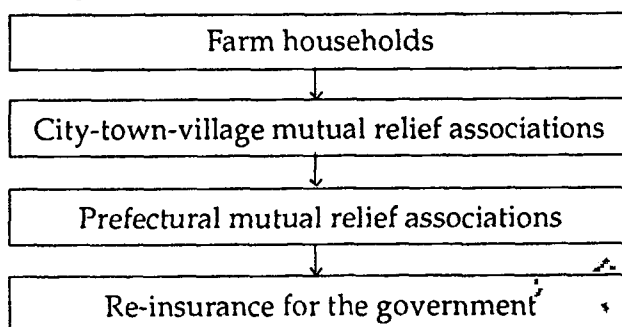 Farm households
City-town-village mutual relief associations
Prefectural mutual relief associations
Re-insurance for the government